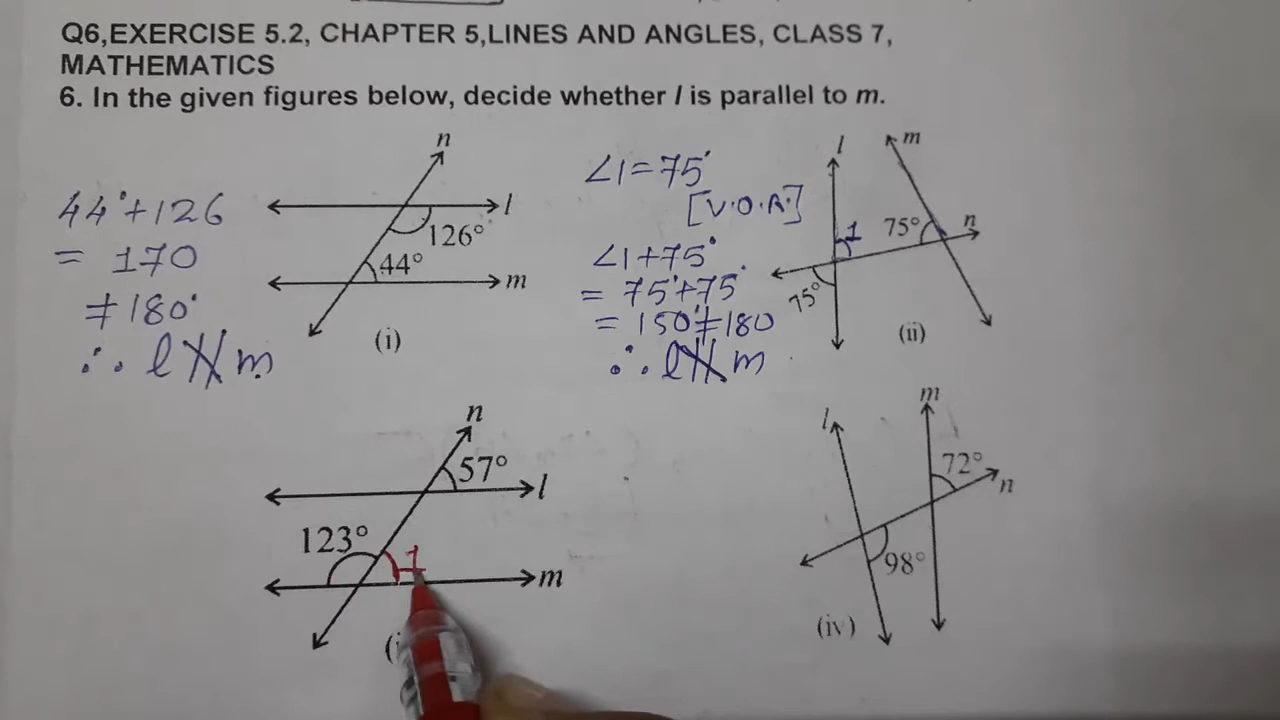 Q6,EXERCISE 5.2, CHAPTER 5,LINES AND ANGLES, CLASS 7,
MATHEMATICS
6. In the given figures below, decide whether l is parallel to m.
n
l
126°
44°
m
(i)
44°+126
= 170
≠180°
∴ l ∦ m
∠1=75°
[V.O.A.]
∠1+75°
= 75°+75°
= 150°≠180
∴ l ∦ m
l
m
n
1
75°
75°
(ii)
n
57°
l
123°
1
m
(i
l
m
72°
n
98°
(iv)